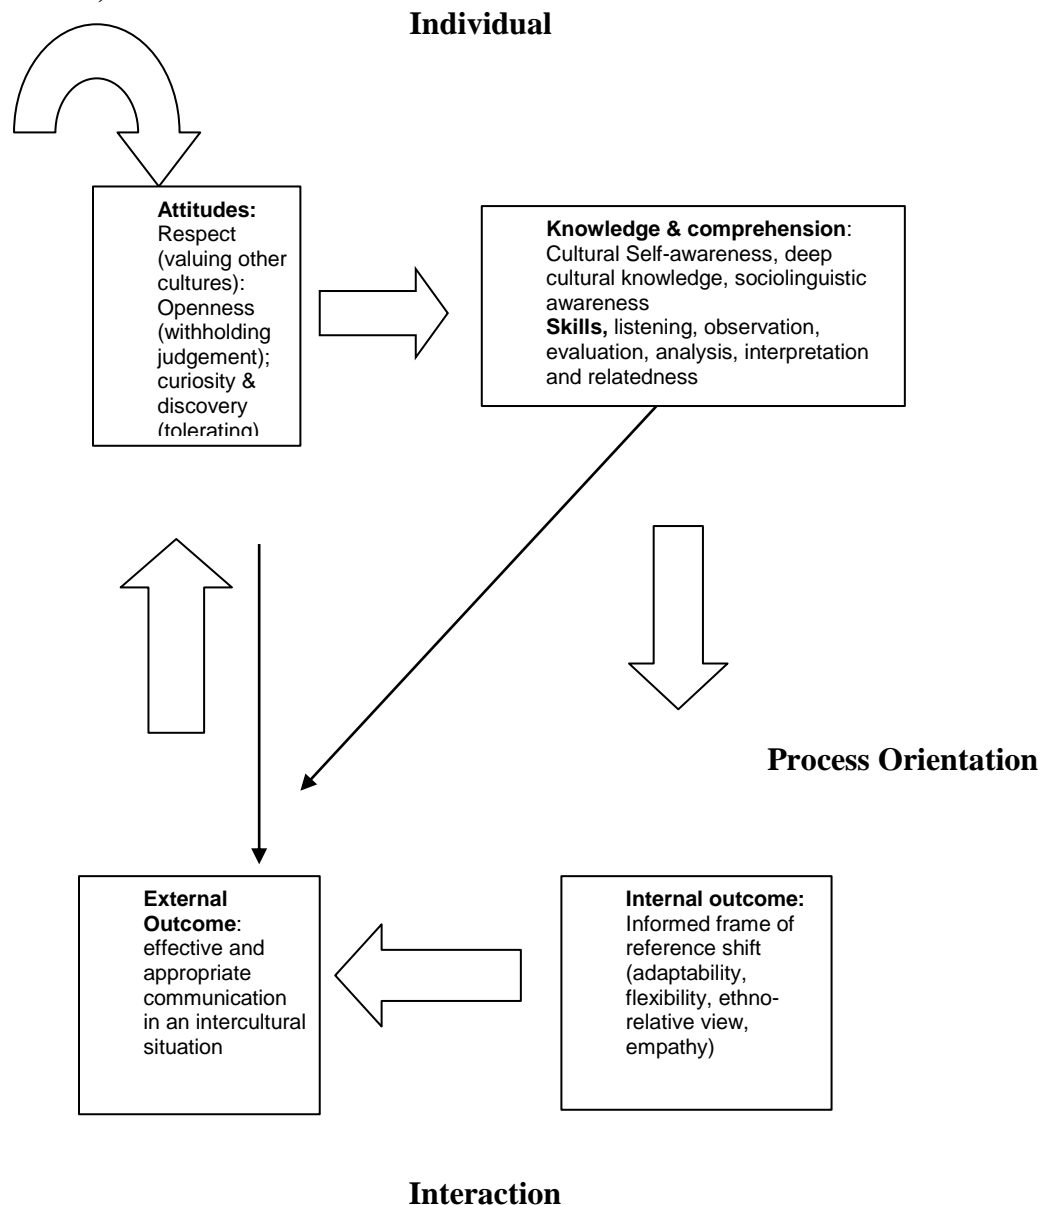 Individual
Attitudes:
Respect
(valuing other
cultures):
Openness
(withholding
judgement);
curiosity &
discovery
(tolerating)
Knowledge & comprehension:
Cultural Self-awareness, deep
cultural knowledge, sociolinguistic
awareness
Skills, listening, observation,
evaluation, analysis, interpretation
and relatedness
Process Orientation
External
Outcome:
effective and
appropriate
communication
in an intercultural
situation
Internal outcome:
Informed frame of
reference shift
(adaptability,
flexibility, ethno-
relative view,
empathy)
Interaction